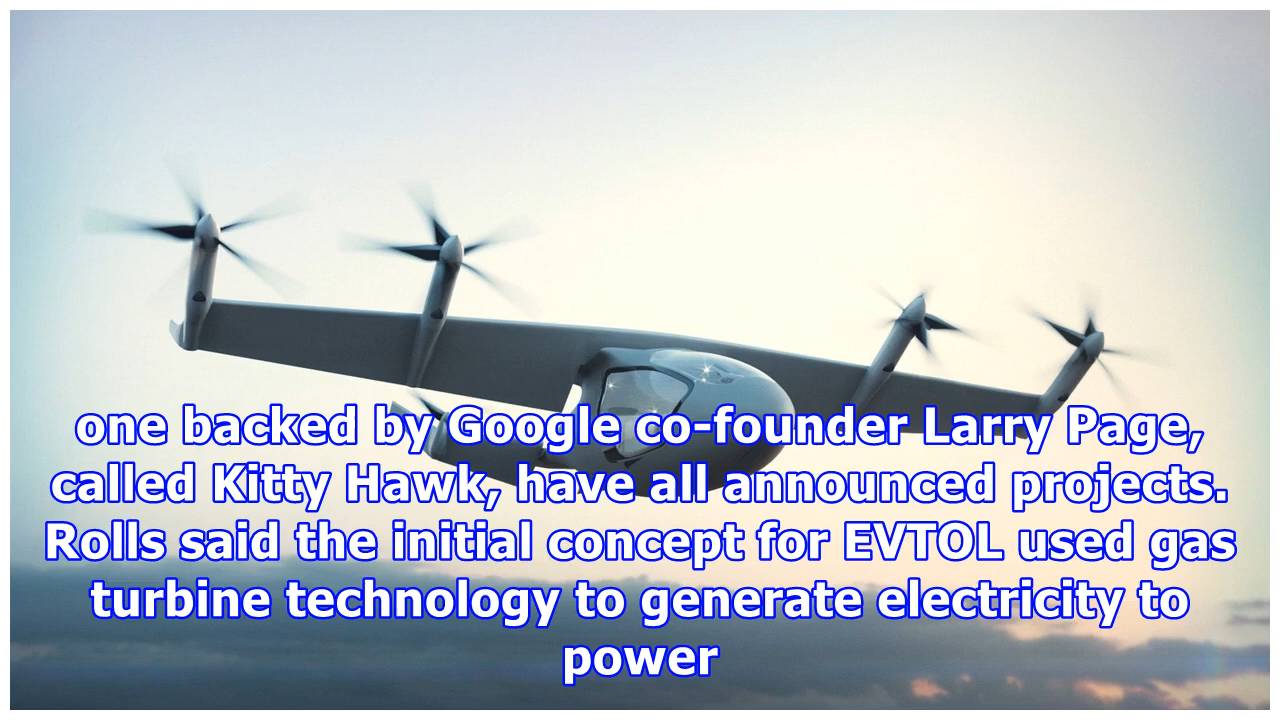 one backed by Google co-founder Larry Page,
called Kitty Hawk, have all announced projects.
Rolls said the initial concept for EVTOL used gas
turbine technology to generate electricity to
power